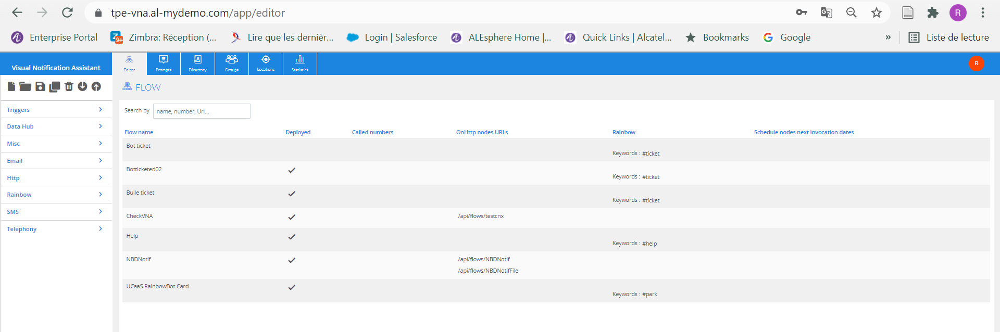 tpe-vna.al-mydemo.com/app/editor
R
Enterprise Portal
9+
Zimbra: Réception (...
Lire que les dernièr...
Login | Salesforce
ALEsphere Home |...
Quick Links | Alcatel...
Bookmarks
Google
»
Liste de lecture
Visual Notification Assistant
Editor
Prompts
Directory
Groups
Locations
Statistics
R
FLOW
Triggers
Data Hub
Misc
Email
Http
Rainbow
SMS
Telephony
Search by name, number, Url...
Flow name Deployed Called numbers OnHttp nodes URLs Rainbow Schedule nodes next invocation dates
Bot ticket
Keywords : #ticket
Botticketed02
Keywords : #ticket
Bulle ticket
Keywords : #ticket
CheckVNA /api/flows/testcnx
Help
Keywords : #help
NBDNotif /api/flows/NBDNotif
/api/flows/NBDNotifFile
UCaaS RainbowBot Card
Keywords : #park